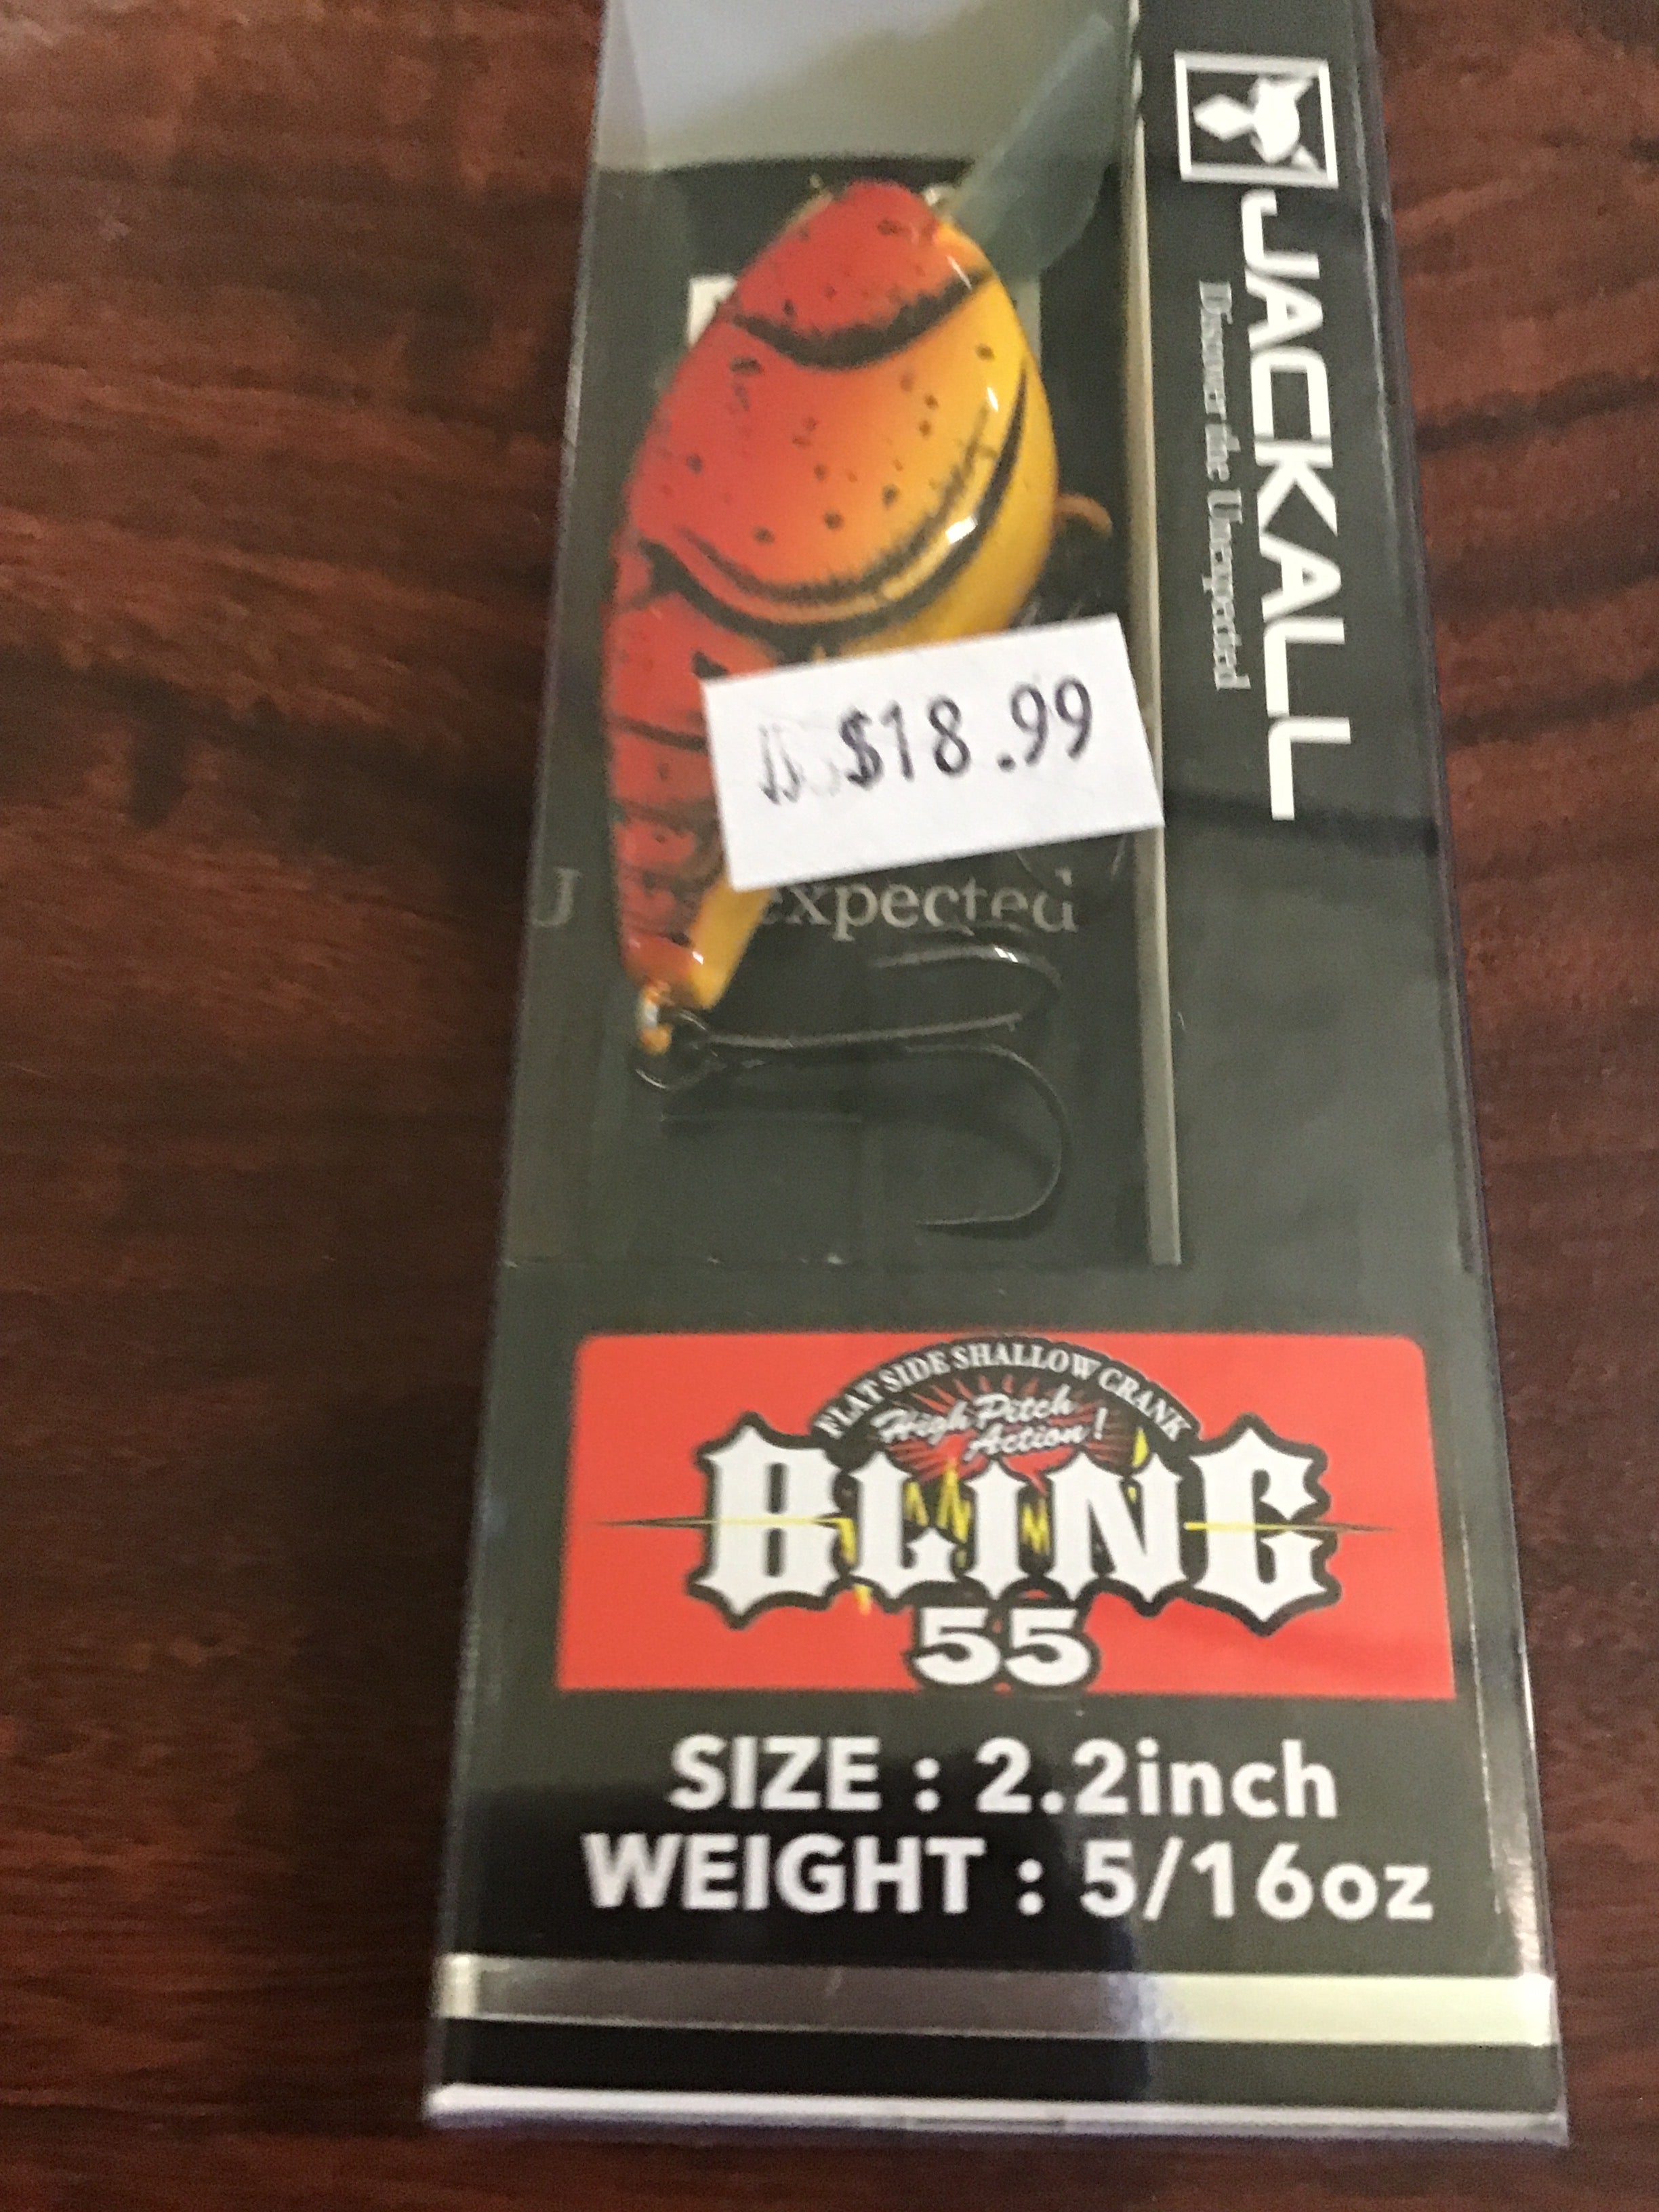 JACKALL
Discover the Unexpected
$18.99
expected
FLAT SIDE SHALLOW CRANK
High Pitch
Action!
BLING
55
SIZE : 2.2inch
WEIGHT : 5/16oz